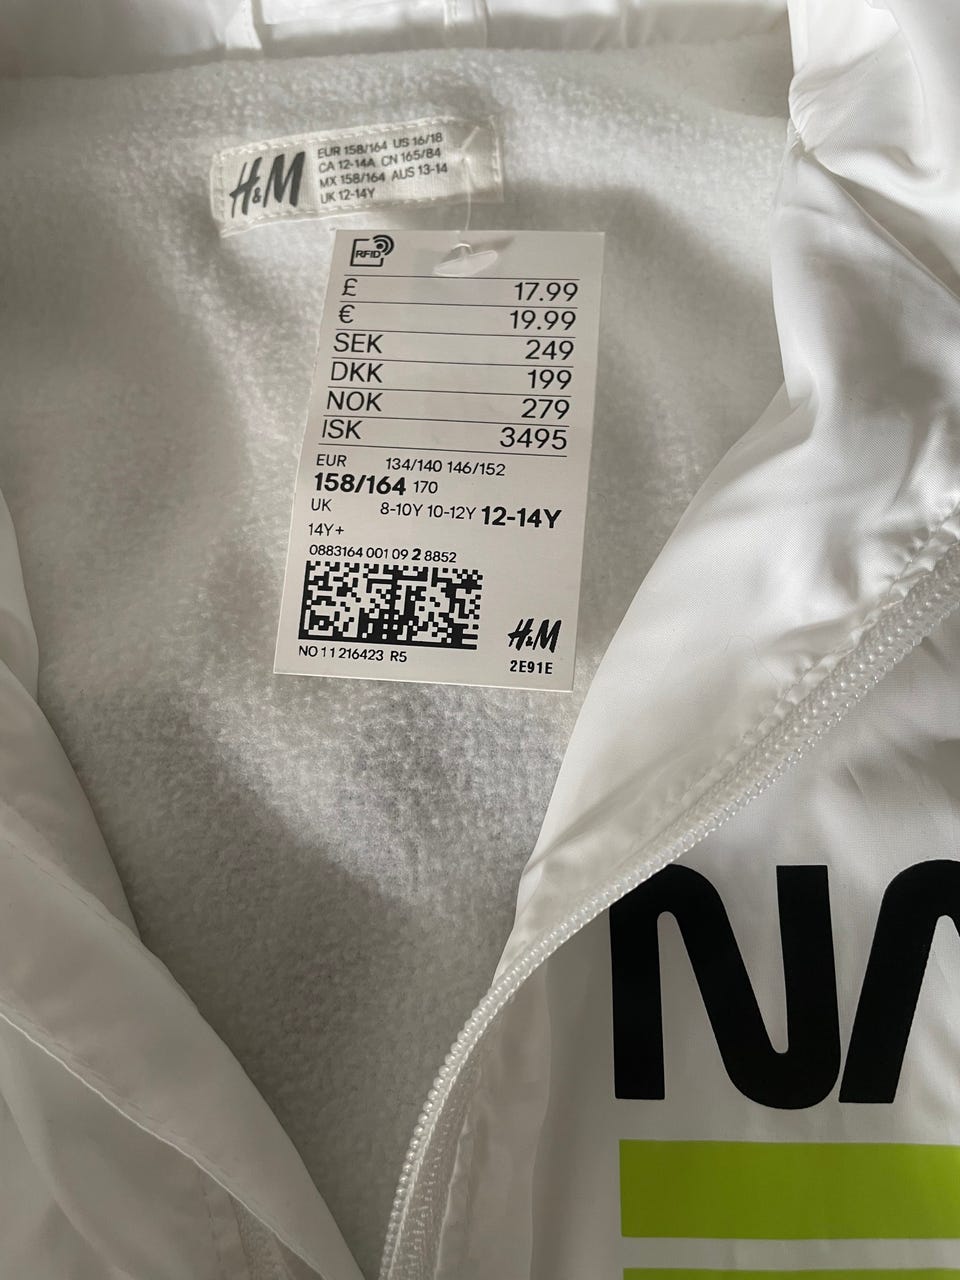 H&M
EUR 158/164 US 16/18
CA 12-14A CN 165/84
MX 158/164 AUS 13-14
UK 12-14Y
RFID
£ 17.99
€ 19.99
SEK 249
DKK 199
NOK 279
ISK 3495
EUR 134/140 146/152
158/164 170
UK 8-10Y 10-12Y 12-14Y
14Y+
0883164 001 09 2 8852
NO 11216423 R5
H&M
2E91E
NA